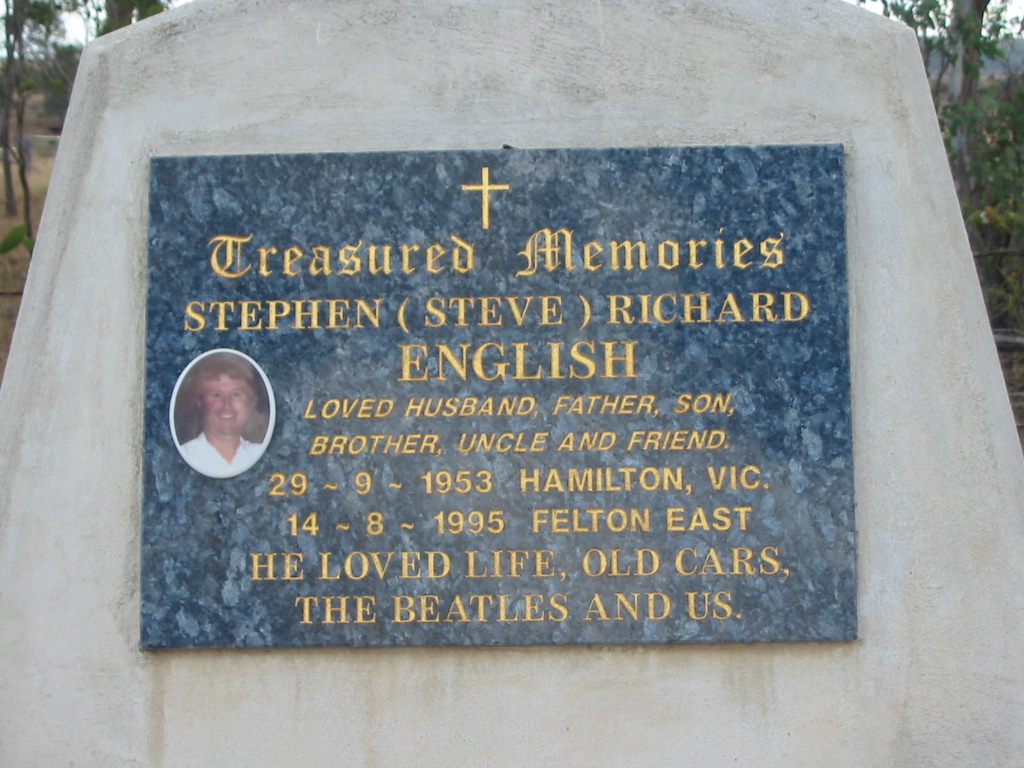 Treasured Memories
STEPHEN ( STEVE ) RICHARD
ENGLISH
LOVED HUSBAND, FATHER, SON,
BROTHER, UNCLE AND FRIEND.
29 ~ 9 ~ 1953 HAMILTON, VIC.
14 ~ 8 ~ 1995 FELTON EAST
HE LOVED LIFE, OLD CARS,
THE BEATLES AND US.